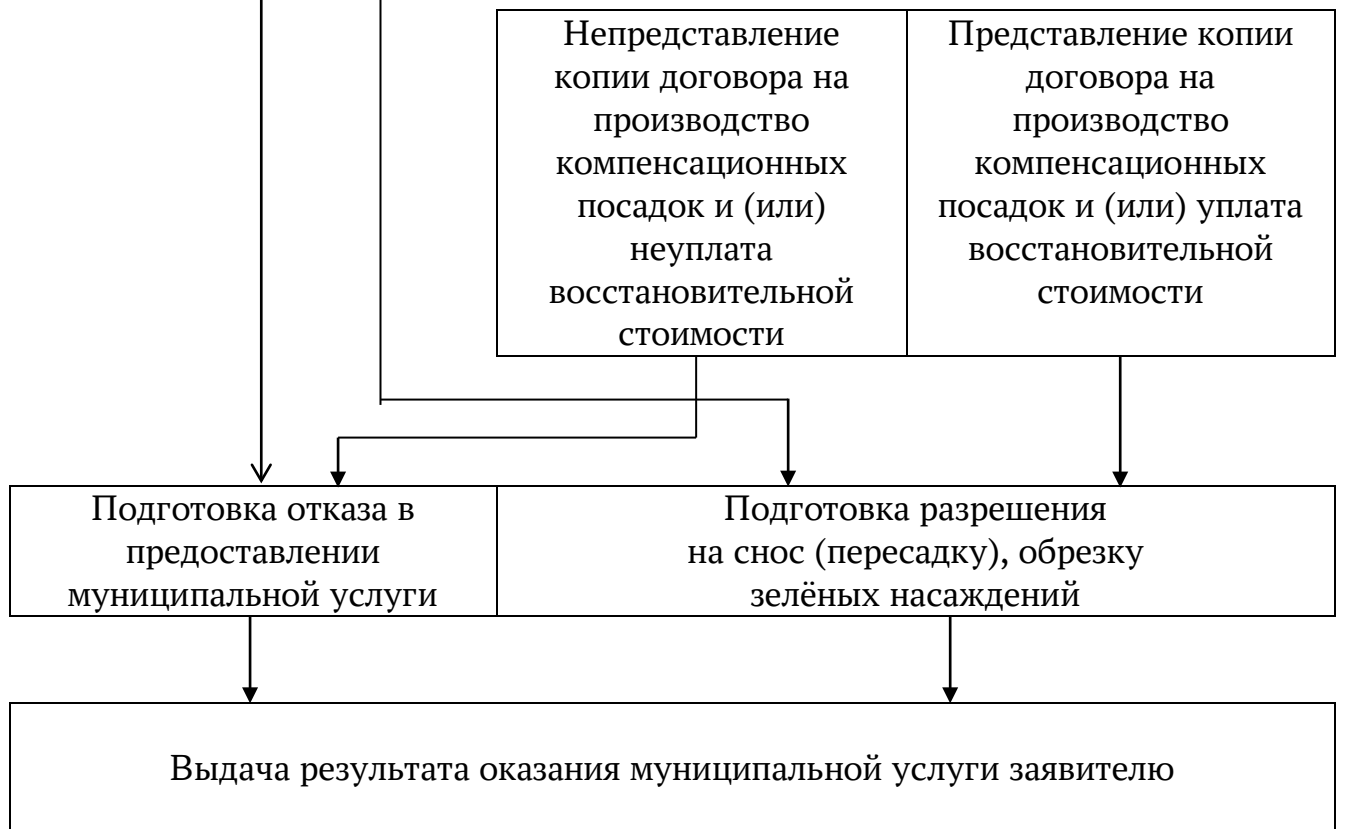 Непредставление
копии договора на
производство
компенсационных
посадок и (или)
неуплата
восстановительной
стоимости
Представление копии
договора на
производство
компенсационных
посадок и (или) уплата
восстановительной
стоимости
Подготовка отказа в
предоставлении
муниципальной услуги
Подготовка разрешения
на снос (пересадку), обрезку
зелёных насаждений
Выдача результата оказания муниципальной услуги заявителю